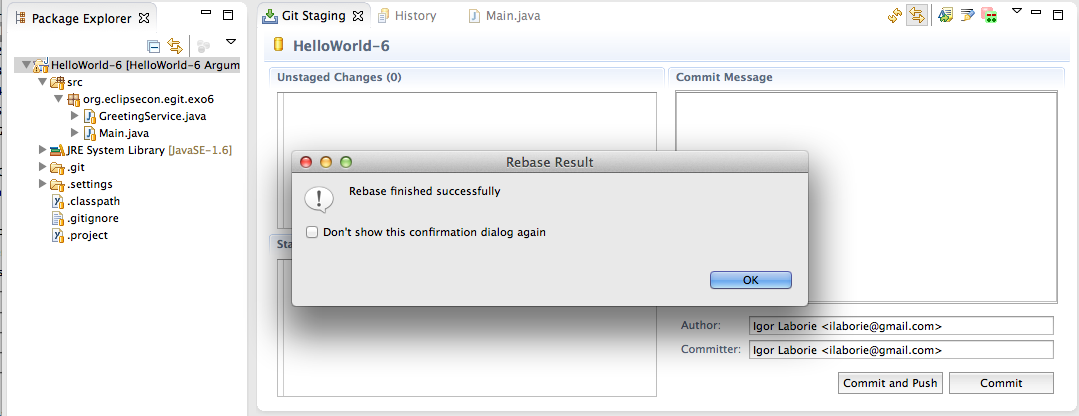 Package Explorer
HelloWorld-6 [HelloWorld-6 Argum
src
org.eclipsecon.egit.exo6
GreetingService.java
Main.java
JRE System Library [JavaSE-1.6]
.git
.settings
.classpath
.gitignore
.project
Git Staging
History
Main.java
HelloWorld-6
Unstaged Changes (0)
Commit Message
Rebase Result
Rebase finished successfully
Don't show this confirmation dialog again
OK
Sta
Author:
Igor Laborie <ilaborie@gmail.com>
Committer:
Igor Laborie <ilaborie@gmail.com>
Commit and Push
Commit